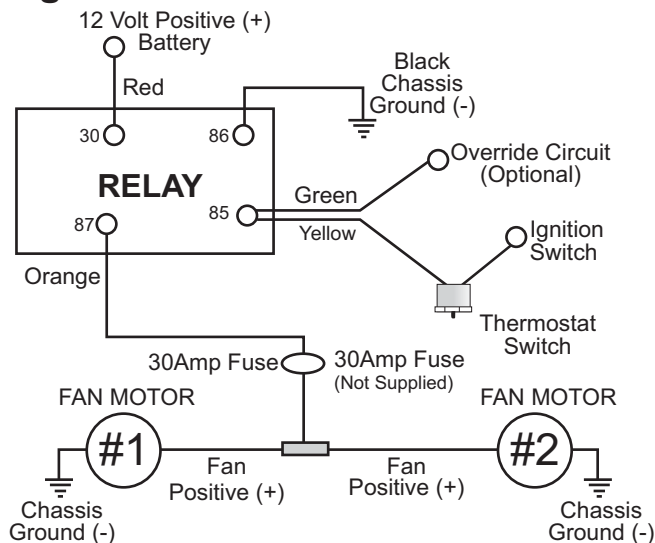 12 Volt Positive (+)
Battery
Red
Black
Chassis
Ground (-)
30
86
RELAY
Override Circuit
(Optional)
Green
85
87
Yellow
Ignition
Switch
Orange
Thermostat
Switch
30Amp Fuse
30Amp Fuse
(Not Supplied)
FAN MOTOR
FAN MOTOR
#1
#2
Fan
Positive (+)
Fan
Positive (+)
Chassis
Ground (-)
Chassis
Ground (-)